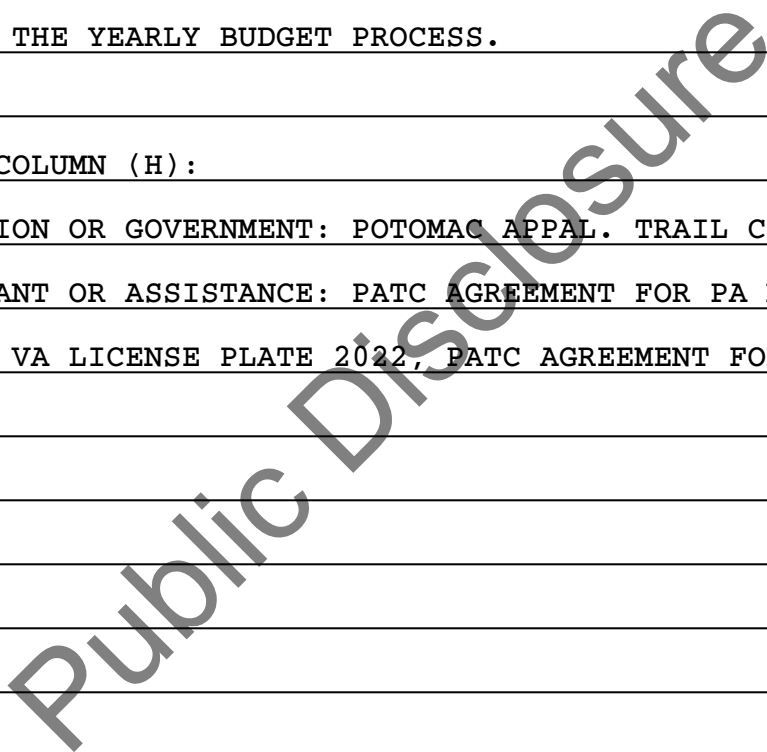 THE YEARLY BUDGET PROCESS.
COLUMN (H):
ION OR GOVERNMENT: POTOMAC APPAL. TRAIL C
ANT OR ASSISTANCE: PATC AGREEMENT FOR PA
VA LICENSE PLATE 2022, PATC AGREEMENT FO
Public Disclosure